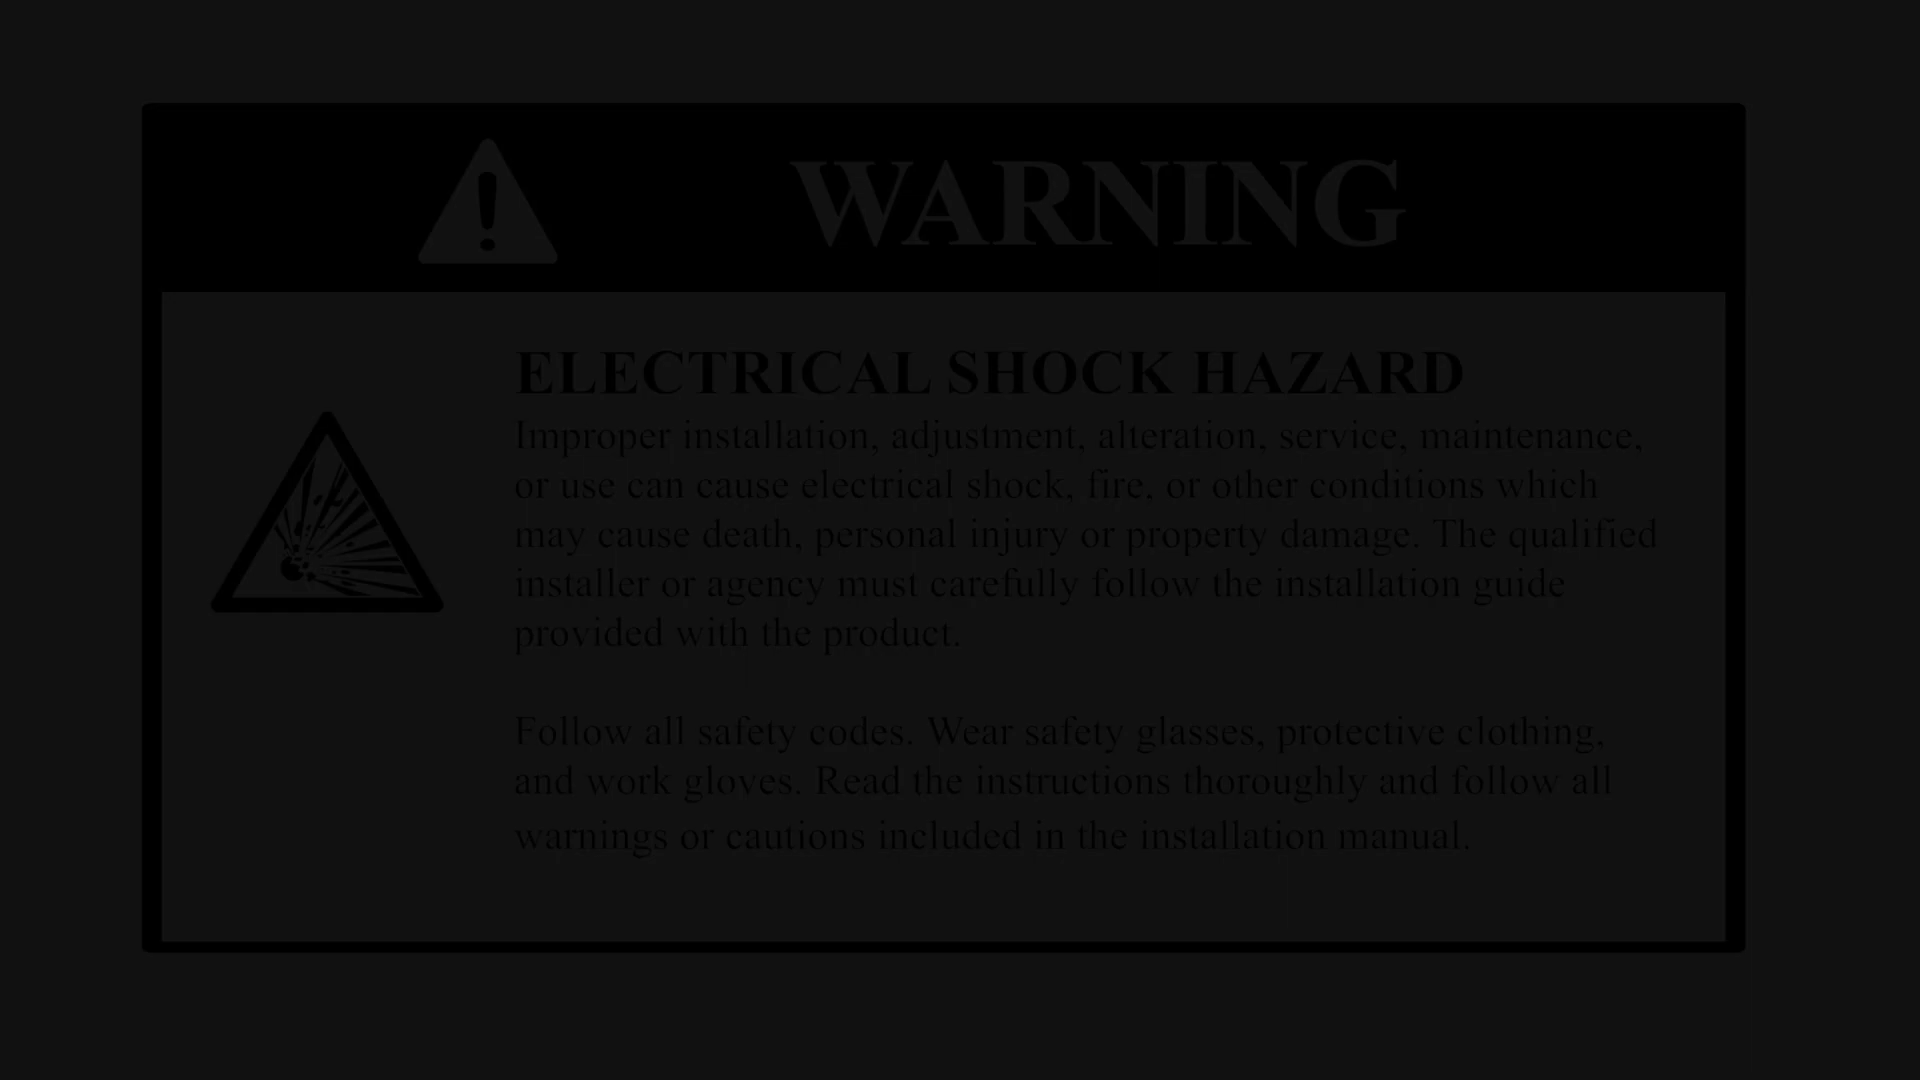 WARNING
ELECTRICAL SHOCK HAZARD
Improper installation, adjustment, alteration, service, maintenance,
or use can cause electrical shock, fire, or other conditions which
may cause death, personal injury or property damage. The qualified
installer or agency must carefully follow the installation guide
provided with the product.
Follow all safety codes. Wear safety glasses, protective clothing,
and work gloves. Read the instructions thoroughly and follow all
warnings or cautions included in the installation manual.